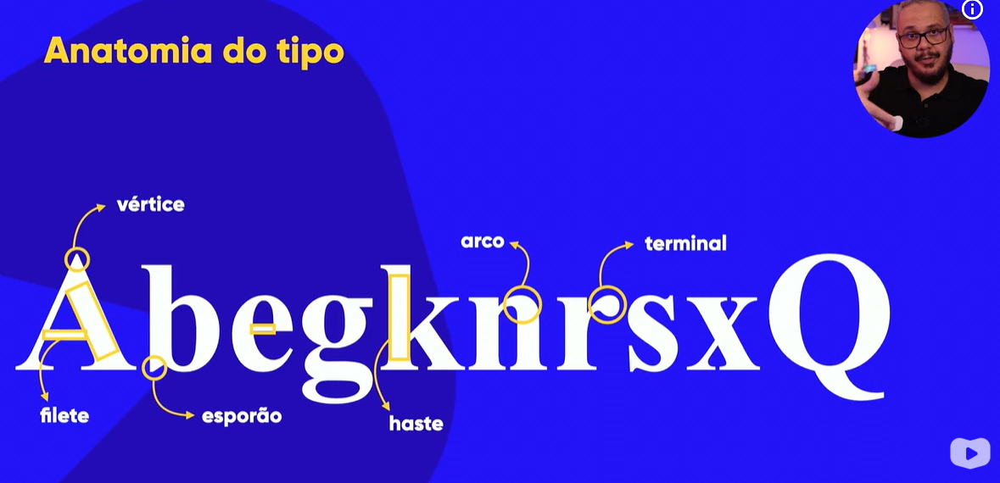 Anatomia do tipo
vértice
arco
terminal
AbegknrsxQ
filete
esporão
haste